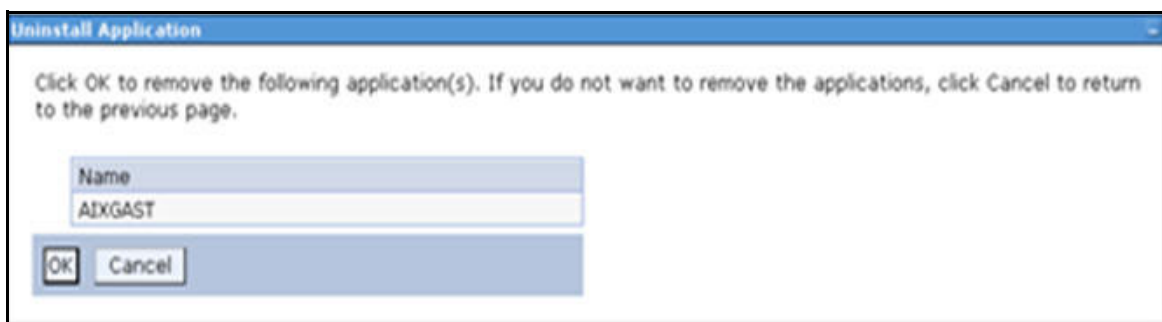 Uninstall Application
Click OK to remove the following application(s). If you do not want to remove the applications, click Cancel to return
to the previous page.
Name
AIXGAST
OK Cancel